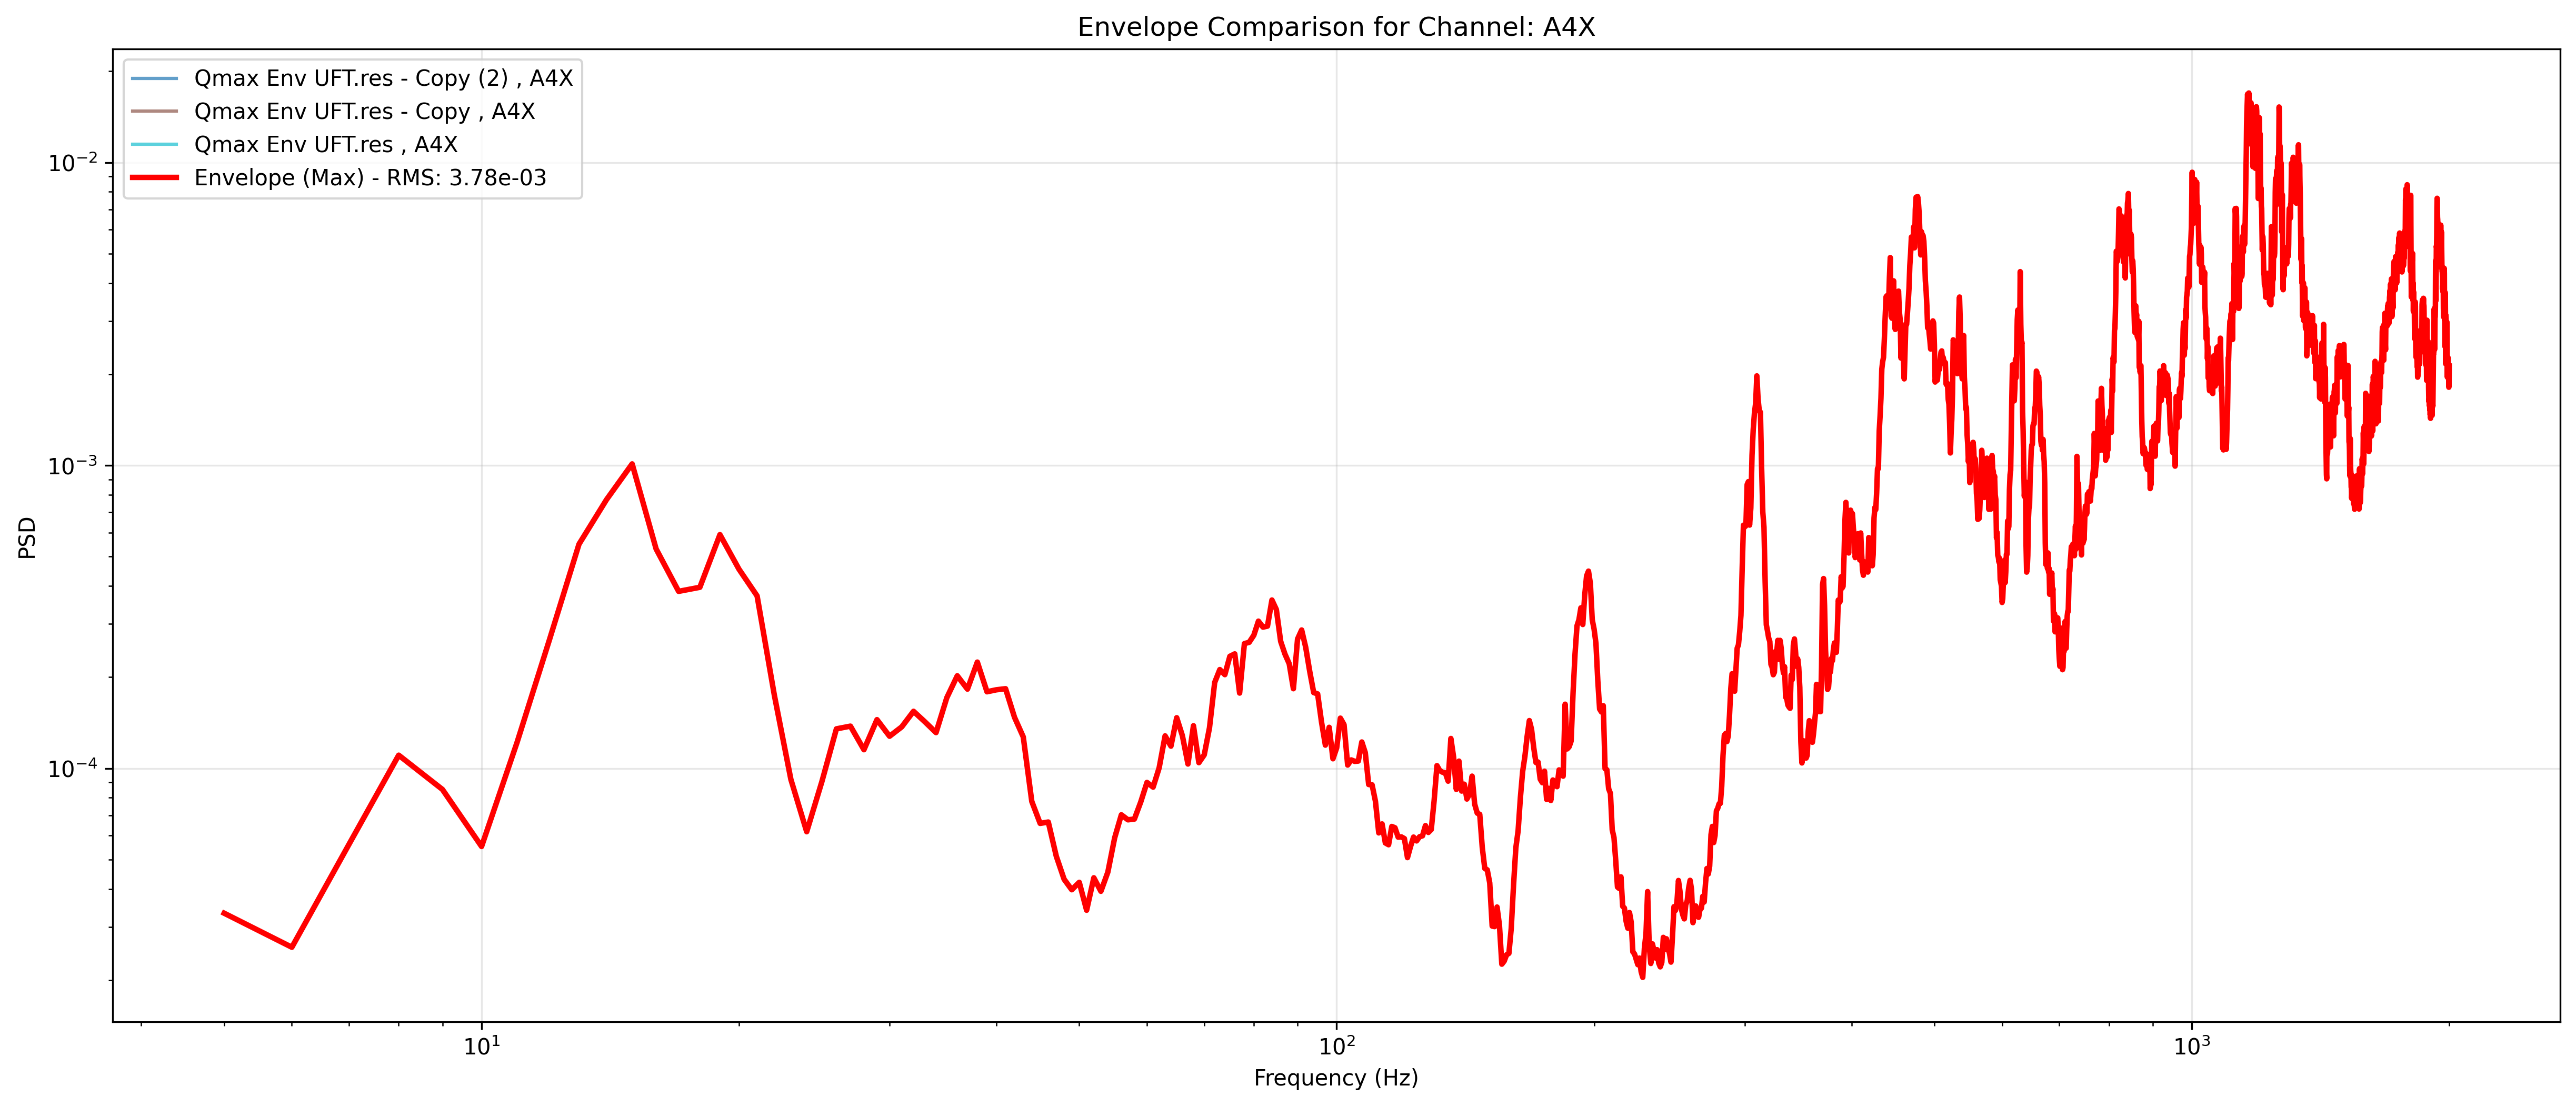 Envelope Comparison for Channel: A4X
Qmax Env UFT.res - Copy (2) , A4X
Qmax Env UFT.res - Copy , A4X
Qmax Env UFT.res , A4X
Envelope (Max) - RMS: 3.78e-03
PSD
10⁻²
10⁻³
10⁻⁴
10¹
10²
10³
Frequency (Hz)